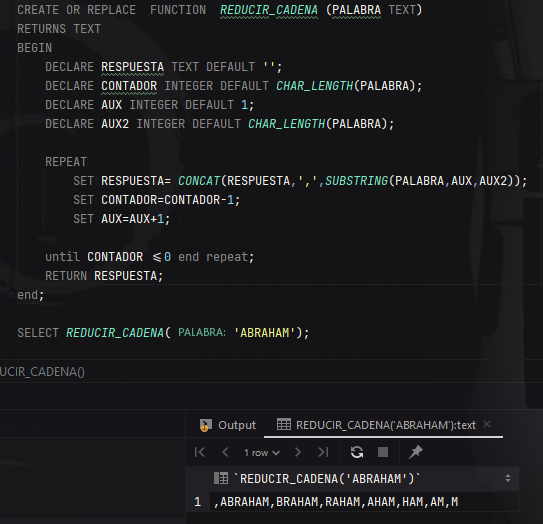 CREATE OR REPLACE  FUNCTION  REDUCIR_CADENA (PALABRA TEXT)
RETURNS TEXT
BEGIN
    DECLARE RESPUESTA TEXT DEFAULT '';
    DECLARE CONTADOR INTEGER DEFAULT CHAR_LENGTH(PALABRA);
    DECLARE AUX INTEGER DEFAULT 1;
    DECLARE AUX2 INTEGER DEFAULT CHAR_LENGTH(PALABRA);

    REPEAT
        SET RESPUESTA= CONCAT(RESPUESTA,',',SUBSTRING(PALABRA,AUX,AUX2));
        SET CONTADOR=CONTADOR-1;
        SET AUX=AUX+1;

    until CONTADOR <=0 end repeat;
    RETURN RESPUESTA;
end;

SELECT REDUCIR_CADENA( PALABRA: 'ABRAHAM');
UCIR_CADENA()
Output REDUCIR_CADENA('ABRAHAM'):text
1 row
`REDUCIR_CADENA('ABRAHAM')`
1 ,ABRAHAM,BRAHAM,RAHAM,AHAM,HAM,AM,M